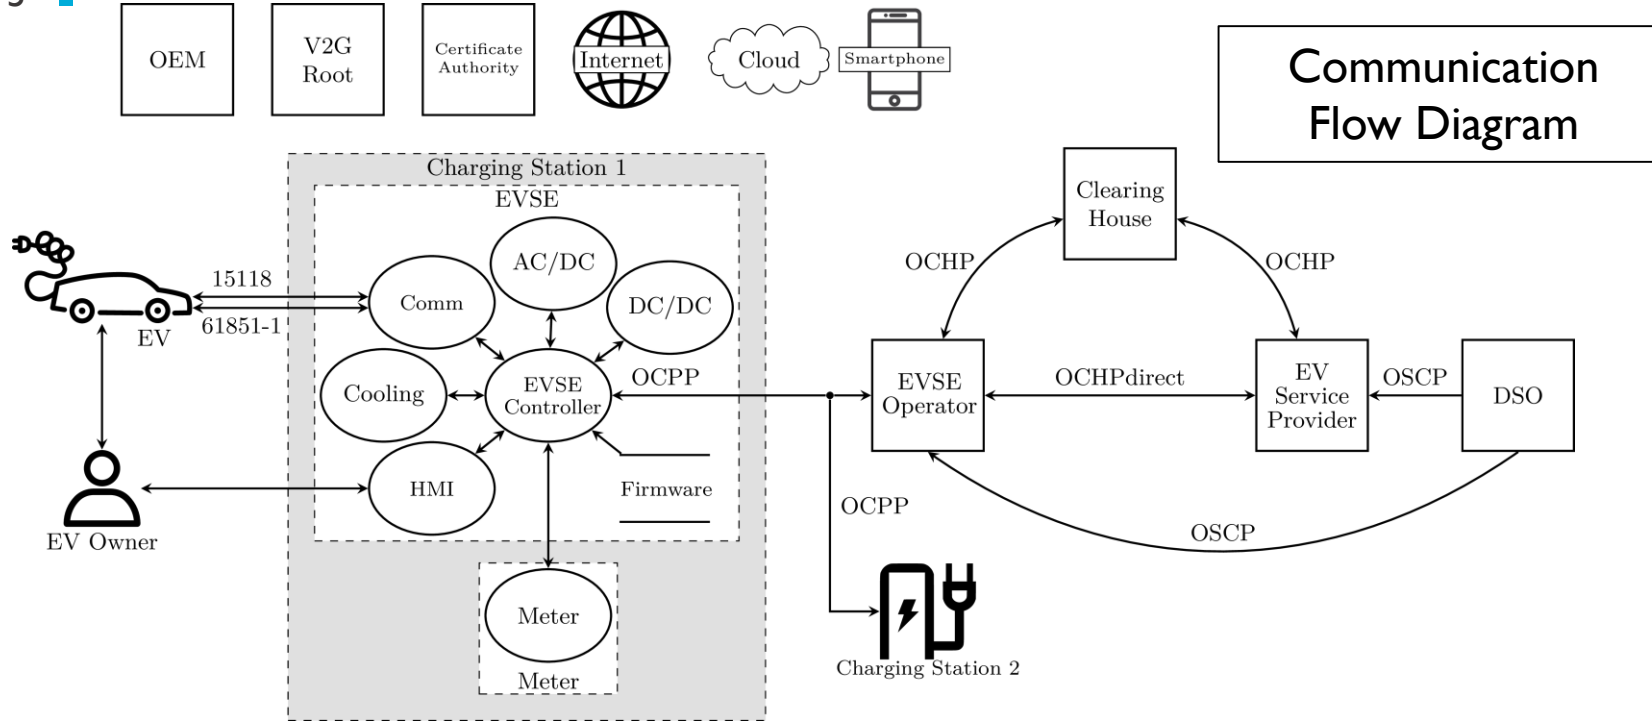 g
OEM
V2G
Root
Certificate
Authority
Internet
Cloud
Smartphone
Communication
Flow Diagram
Charging Station 1
EVSE
AC/DC
Comm
DC/DC
15118
61851-1
EV
Cooling
EVSE
Controller
OCPP
HMI
Firmware
EV Owner
Meter
Meter
Clearing
House
OCHP
OCHP
EVSE
Operator
OCHPdirect
EV
Service
Provider
OSCP
DSO
OCPP
OSCP
Charging Station 2